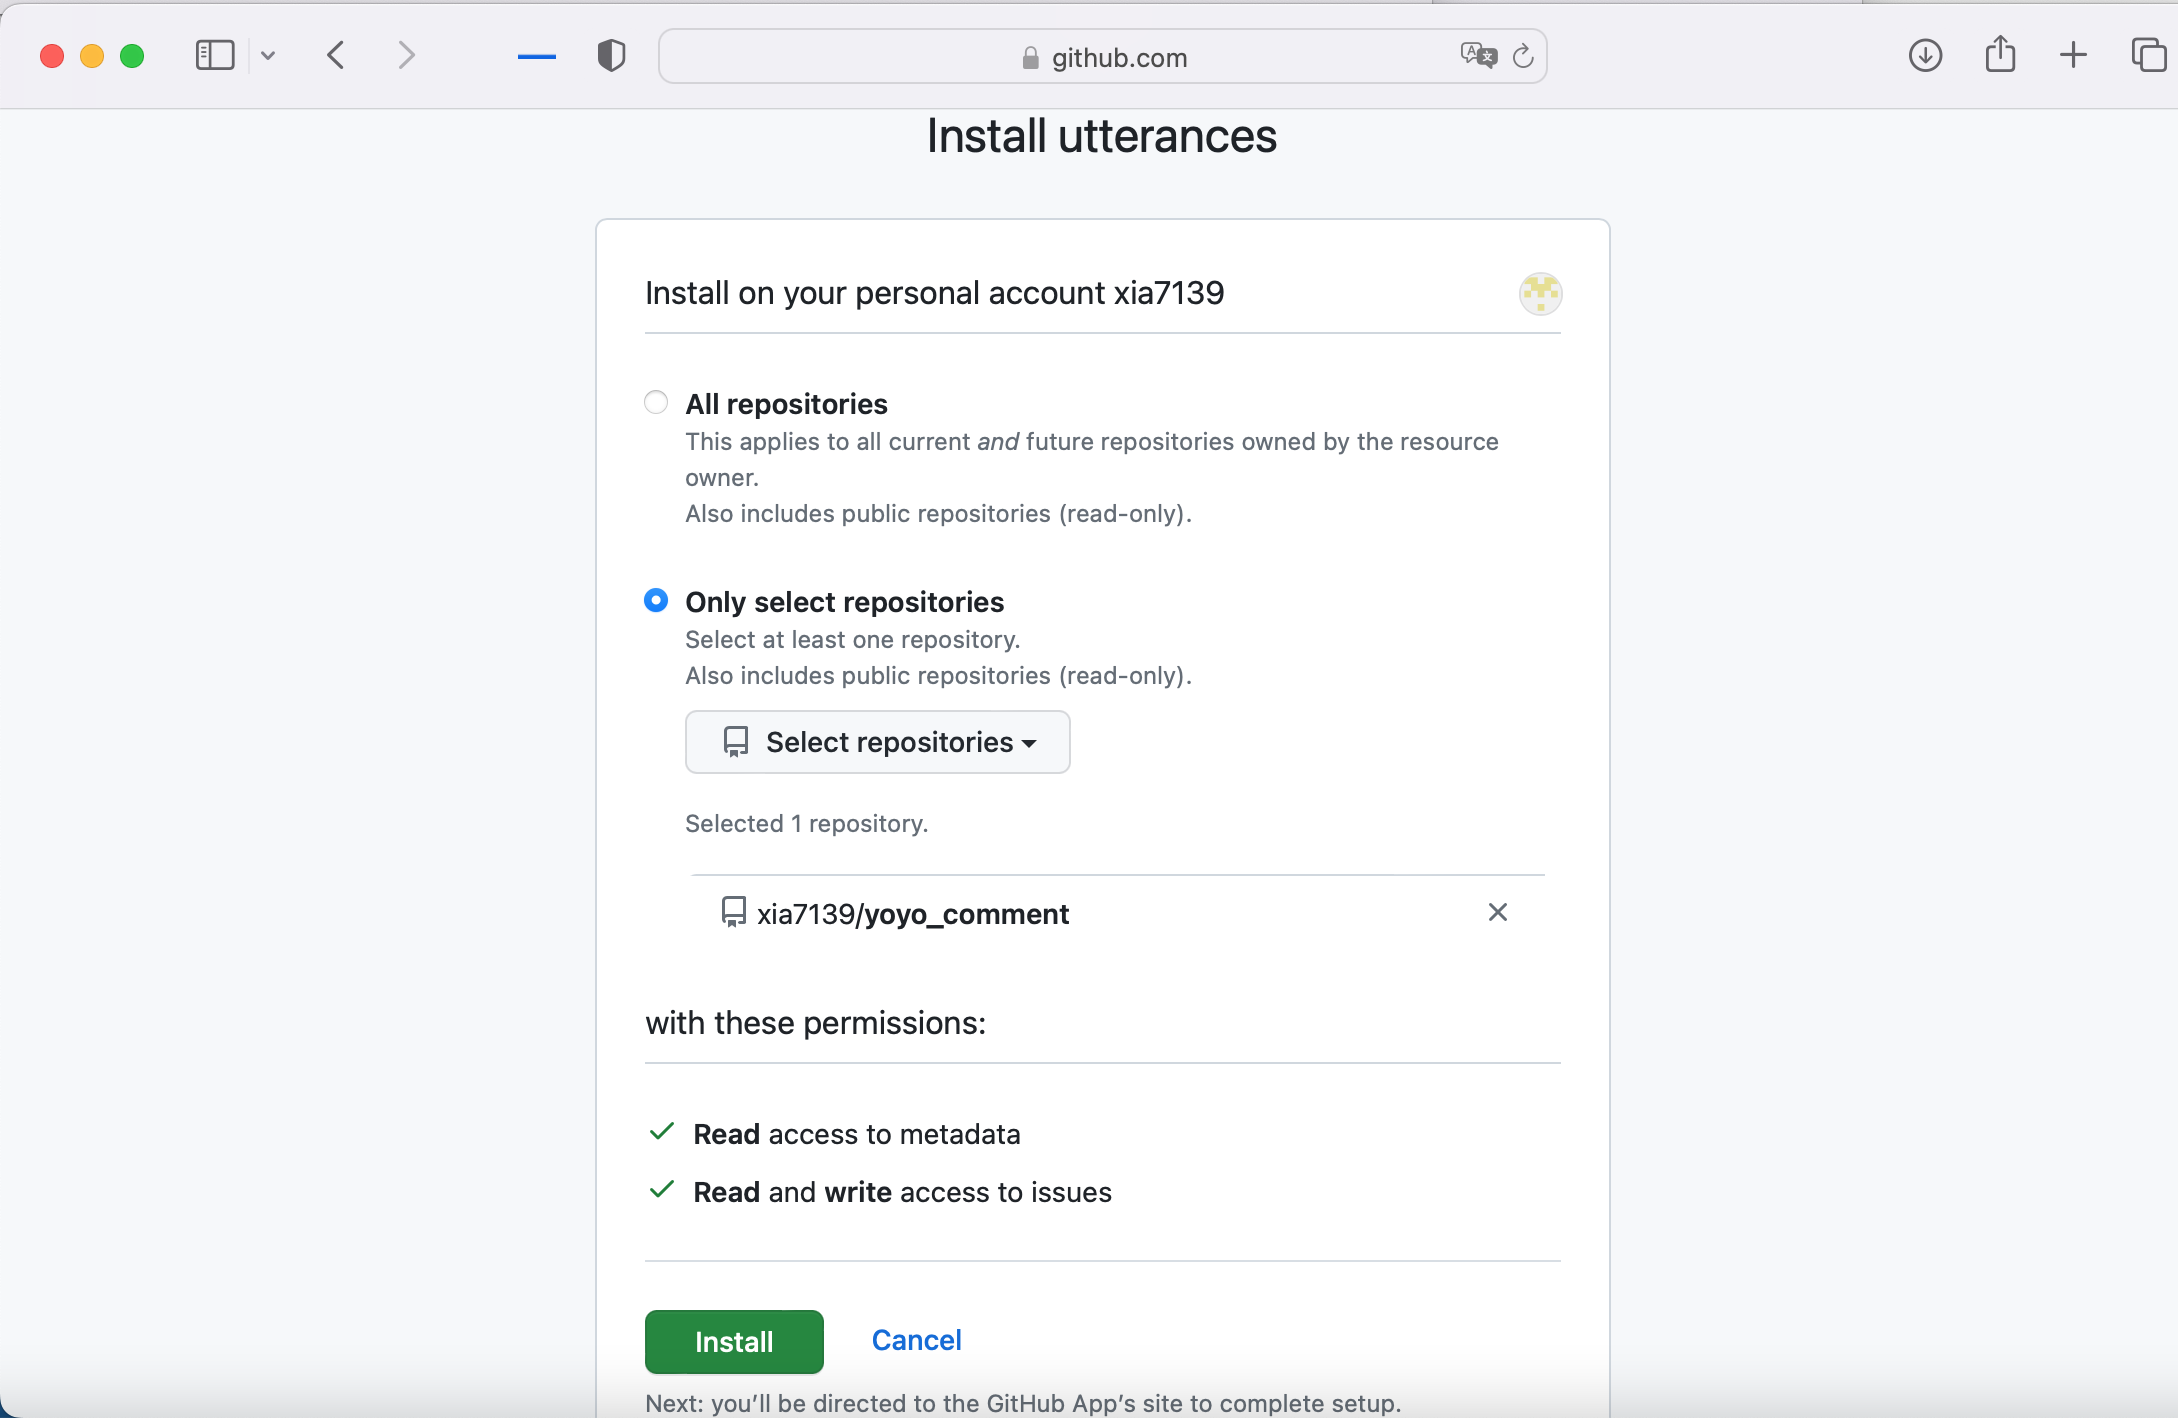 github.com
Install utterances
Install on your personal account xia7139
All repositories
This applies to all current and future repositories owned by the resource
owner.
Also includes public repositories (read-only).
Only select repositories
Select at least one repository.
Also includes public repositories (read-only).
Select repositories
Selected 1 repository.
xia7139/yoyo_comment
with these permissions:
Read access to metadata
Read and write access to issues
Install Cancel
Next: you’ll be directed to the GitHub App’s site to complete setup.